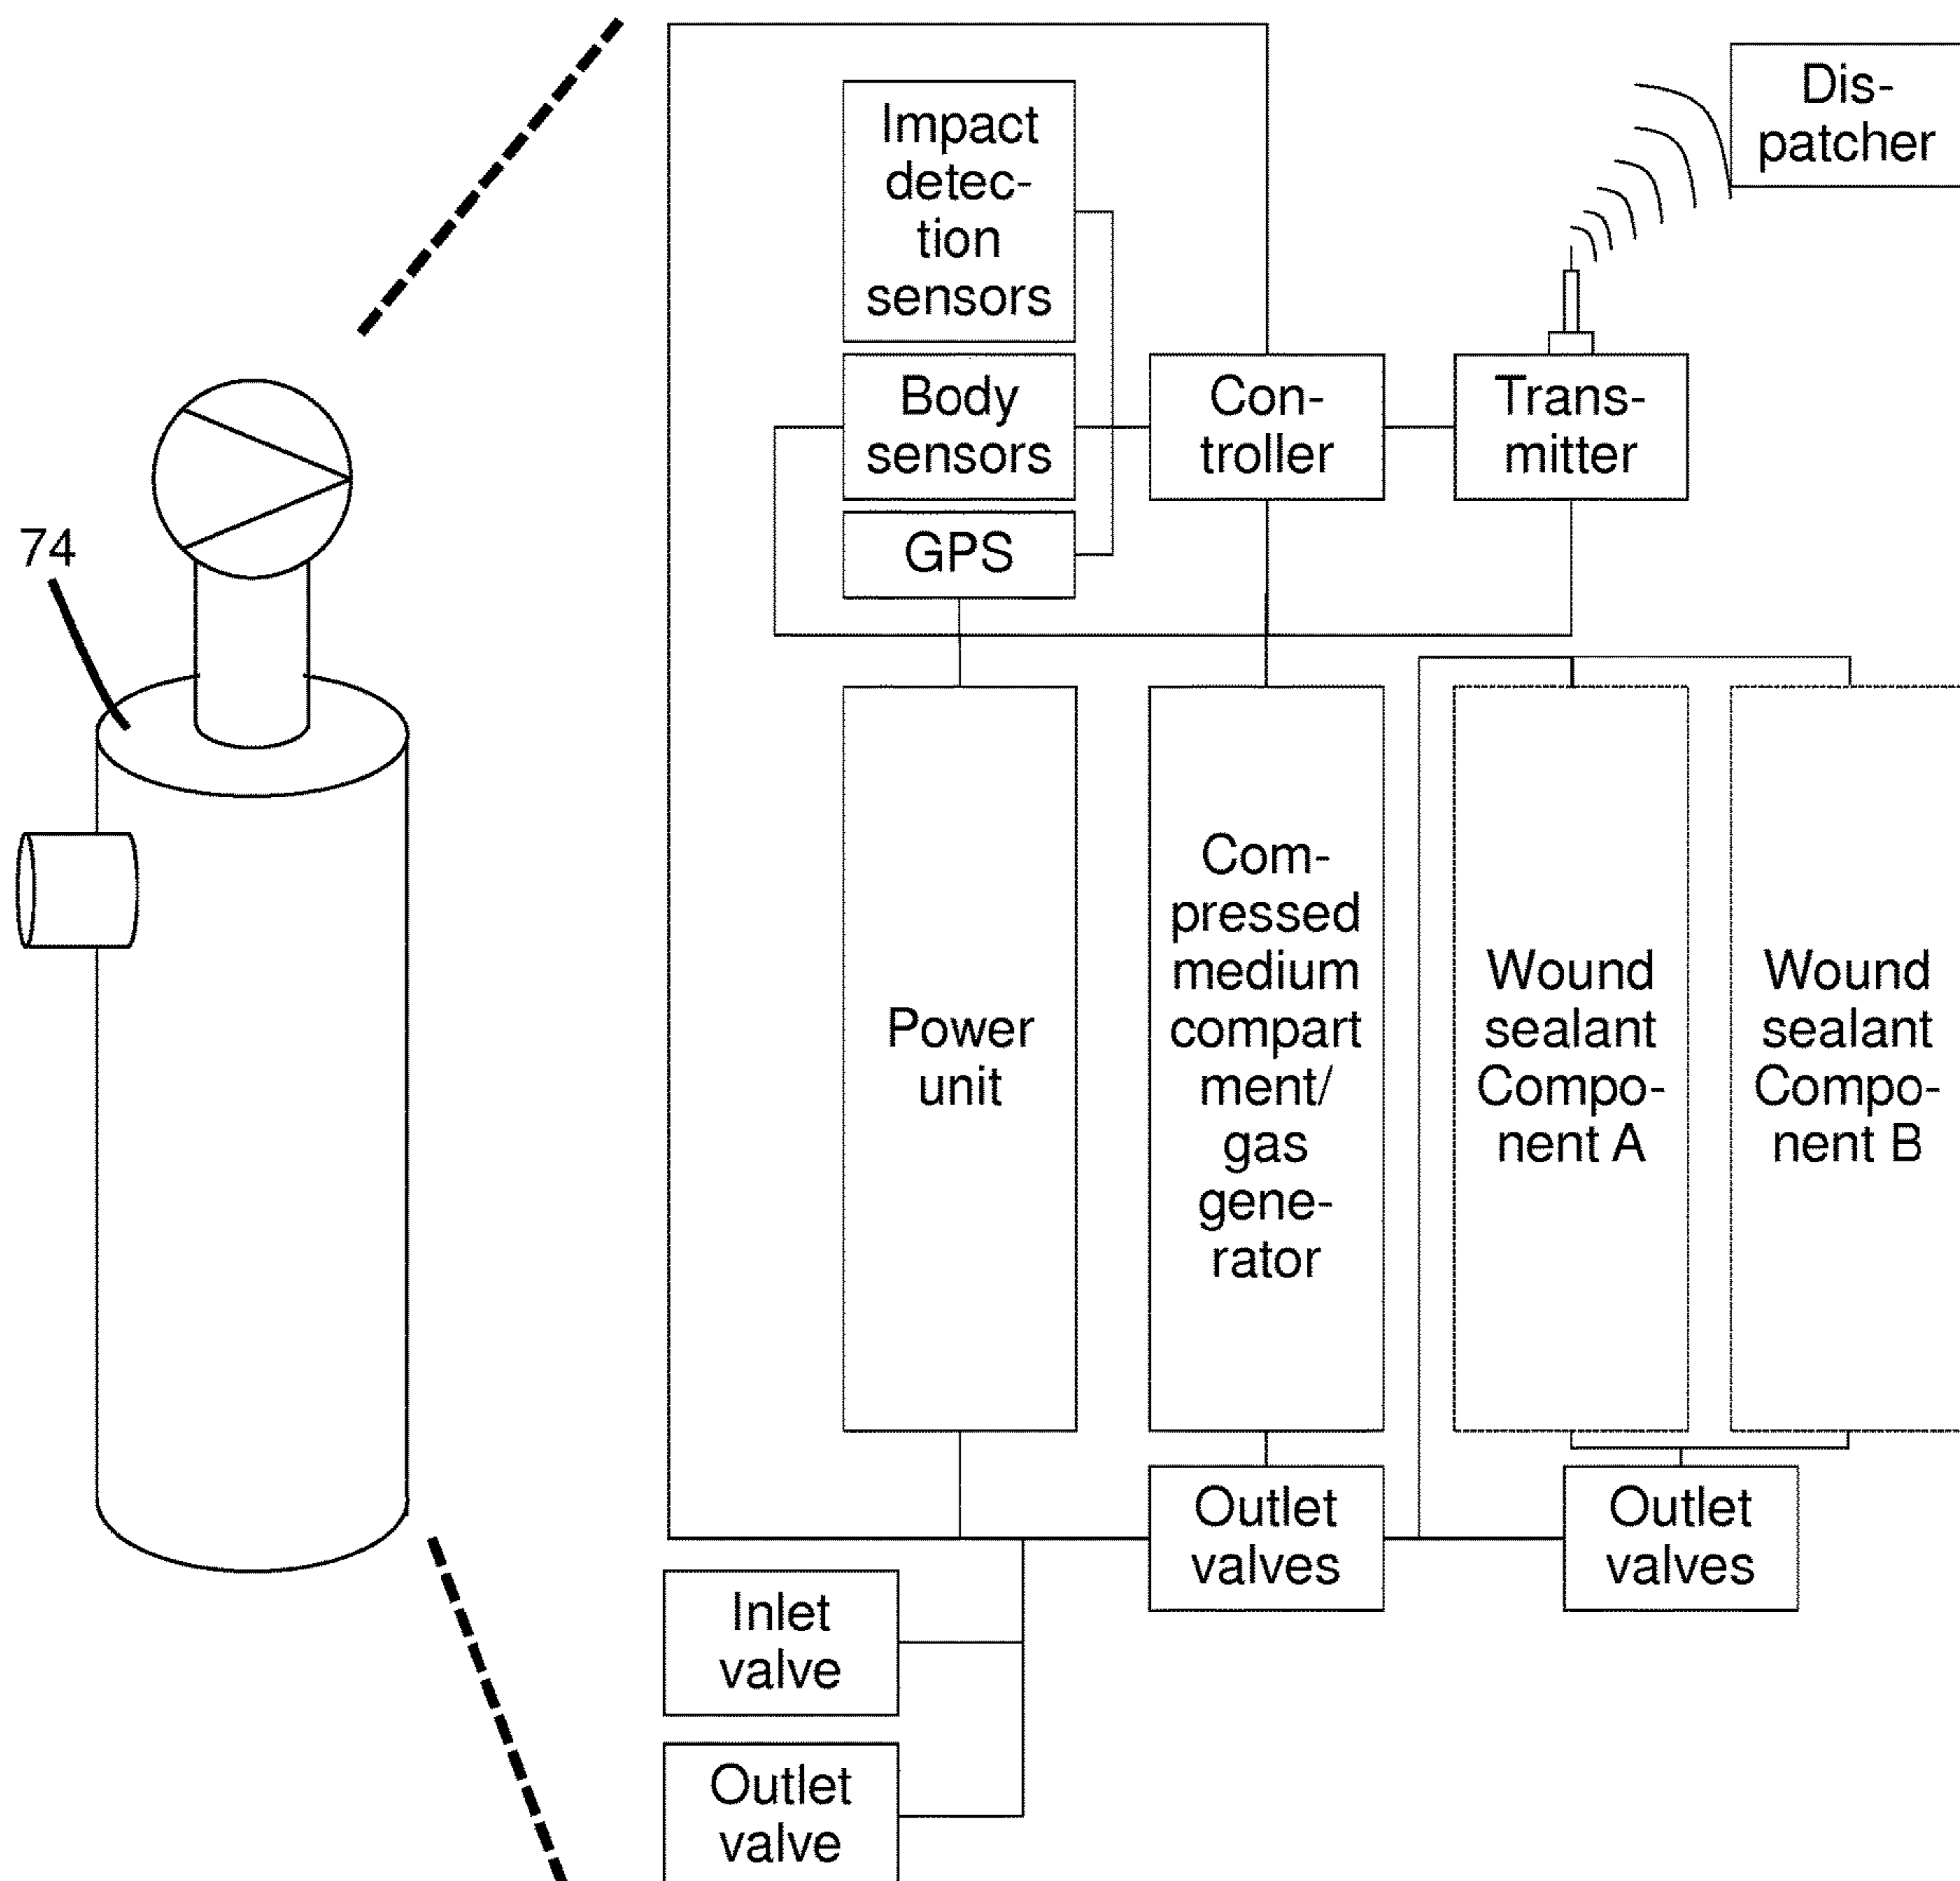 Dis-
patcher
Impact
detec-
tion
sensors
Body
sensors
Con-
troller
Trans-
mitter
74
GPS
Power
unit
Com-
pressed
medium
compart
ment/
gas
gene-
rator
Wound
sealant
Compo-
nent A
Wound
sealant
Compo-
nent B
Outlet
valves
Outlet
valves
Inlet
valve
Outlet
valve